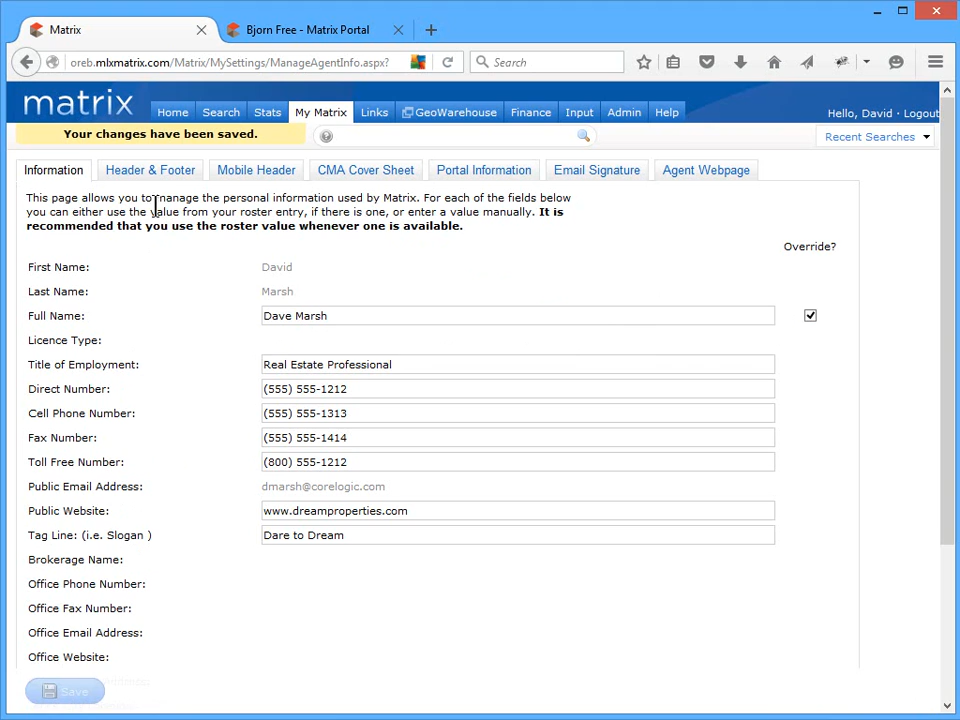 Matrix
Bjorn Free - Matrix Portal
oreb.mlxmatrix.com/Matrix/MySettings/ManageAgentInfo.aspx?
Search
matrix
Home Search Stats My Matrix Links GeoWarehouse Finance Input Admin Help
Hello, David - Logout
Your changes have been saved.
Recent Searches
Information Header & Footer Mobile Header CMA Cover Sheet Portal Information Email Signature Agent Webpage
This page allows you to manage the personal information used by Matrix. For each of the fields below
you can either use the value from your roster entry, if there is one, or enter a value manually. It is
recommended that you use the roster value whenever one is available.
Override?
First Name: David
Last Name: Marsh
Full Name: Dave Marsh
Licence Type:
Title of Employment: Real Estate Professional
Direct Number: (555) 555-1212
Cell Phone Number: (555) 555-1313
Fax Number: (555) 555-1414
Toll Free Number: (800) 555-1212
Public Email Address: dmarsh@corelogic.com
Public Website: www.dreamproperties.com
Tag Line: (i.e. Slogan ) Dare to Dream
Brokerage Name:
Office Phone Number:
Office Fax Number:
Office Email Address:
Office Website:
Save